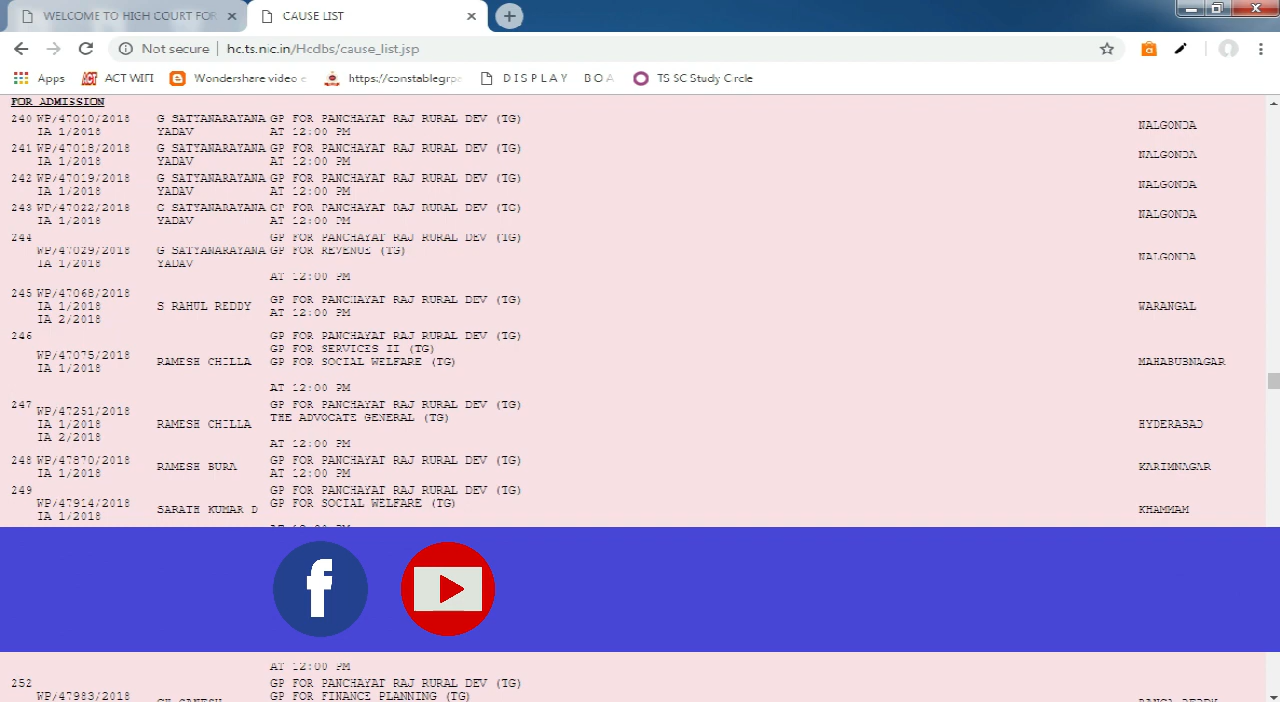 WELCOME TO HIGH COURT FOR
CAUSE LIST
Not secure | hc.ts.nic.in/Hcdbs/cause_list.jsp
Apps ACT WIFI Wondershare video https://constablegrpe DISPLAY BOA TS SC Study Circle
FOR ADMISSION
240 WP/47010/2018 G SATYANARAYANA GP FOR PANCHAYAT RAJ RURAL DEV (TG)
IA 1/2018 YADAV AT 12:00 PM NALGONDA
241 WP/47018/2018 G SATYANARAYANA GP FOR PANCHAYAT RAJ RURAL DEV (TG)
IA 1/2018 YADAV AT 12:00 PM NALGONDA
242 WP/47019/2018 G SATYANARAYANA GP FOR PANCHAYAT RAJ RURAL DEV (TG)
IA 1/2018 YADAV AT 12:00 PM NALGONDA
243 WP/47022/2018 G SATYANARAYANA GP FOR PANCHAYAT RAJ RURAL DEV (TG)
IA 1/2018 YADAV AT 12:00 PM NALGONDA
244 GP FOR PANCHAYAT RAJ RURAL DEV (TG)
WP/47029/2018 G SATYANARAYANA GP FOR REVENUE (TG)
IA 1/2018 YADAV NALGONDA
AT 12:00 PM
245 WP/47068/2018
GP FOR PANCHAYAT RAJ RURAL DEV (TG)
IA 1/2018 S RAHUL REDDY WARANGAL
AT 12:00 PM
IA 2/2018
246 GP FOR PANCHAYAT RAJ RURAL DEV (TG)
GP FOR SERVICES II (TG)
WP/47075/2018
RAMESH CHILLA GP FOR SOCIAL WELFARE (TG) MAHABUBNAGAR
IA 1/2018
AT 12:00 PM
247 GP FOR PANCHAYAT RAJ RURAL DEV (TG)
WP/47251/2018
THE ADVOCATE GENERAL (TG)
IA 1/2018 RAMESH CHILLA HYDERABAD
IA 2/2018
AT 12:00 PM
248 WP/47870/2018 GP FOR PANCHAYAT RAJ RURAL DEV (TG)
RAMESH BURA KARIMNAGAR
IA 1/2018 AT 12:00 PM
249 GP FOR PANCHAYAT RAJ RURAL DEV (TG)
WP/47914/2018 GP FOR SOCIAL WELFARE (TG)
IA 1/2018 SARATH KUMAR D KHAMMAM
AT 12:00 PM
f
AT 12:00 PM
252 GP FOR PANCHAYAT RAJ RURAL DEV (TG)
WP/47983/2018 GP FOR FINANCE PLANNING (TG)